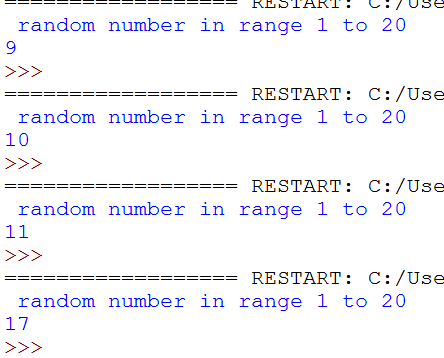 ================== RESTART: C:/Use
 random number in range 1 to 20
9
>>>
================== RESTART: C:/Use
 random number in range 1 to 20
10
>>>
================== RESTART: C:/Use
 random number in range 1 to 20
11
>>>
================== RESTART: C:/Use
 random number in range 1 to 20
17
>>>